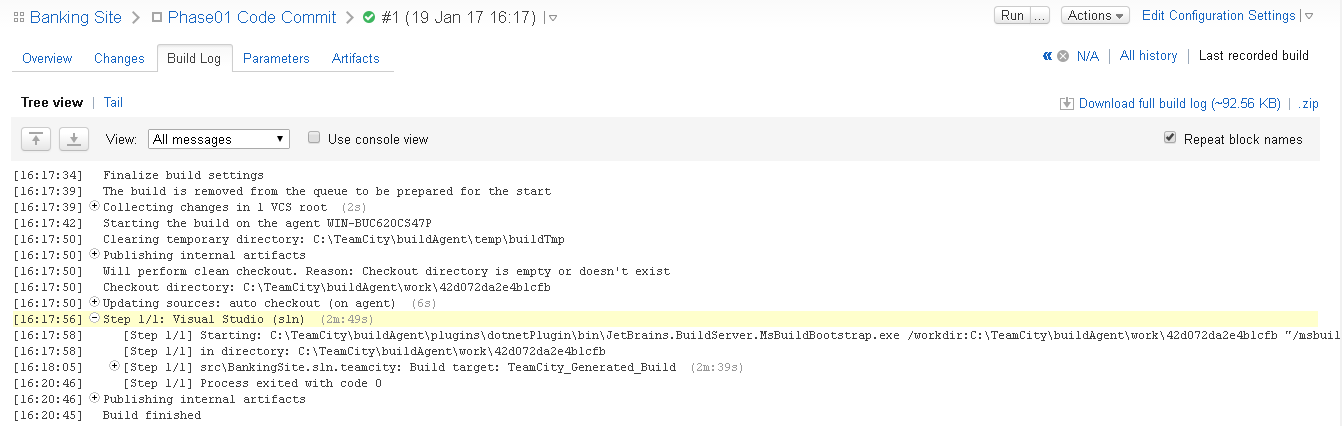 Banking Site > Phase01 Code Commit > #1 (19 Jan 17 16:17) Run ... Actions Edit Configuration Settings
Overview Changes Build Log Parameters Artifacts « N/A | All history | Last recorded build
Tree view | Tail Download full build log (~92.56 KB) | .zip
View: All messages Use console view Repeat block names
[16:17:34] Finalize build settings
[16:17:39] The build is removed from the queue to be prepared for the start
[16:17:39] Collecting changes in 1 VCS root (2s)
[16:17:42] Starting the build on the agent WIN-BUC620CS47P
[16:17:50] Clearing temporary directory: C:\TeamCity\buildAgent\temp\buildTmp
[16:17:50] Publishing internal artifacts
[16:17:50] Will perform clean checkout. Reason: Checkout directory is empty or doesn't exist
[16:17:50] Checkout directory: C:\TeamCity\buildAgent\work\42d072da2e4b1cfb
[16:17:50] Updating sources: auto checkout (on agent) (6s)
[16:17:56] Step 1/1: Visual Studio (sln) (2m:49s)
[16:17:58] [Step 1/1] Starting: C:\TeamCity\buildAgent\plugins\dotnetPlugin\bin\JetBrains.BuildServer.MsBuildBootstrap.exe /workdir:C:\TeamCity\buildAgent\work\42d072da2e4b1cfb "/msbuil
[16:17:58] [Step 1/1] in directory: C:\TeamCity\buildAgent\work\42d072da2e4b1cfb
[16:18:05] [Step 1/1] src\BankingSite.sln.teamcity: Build target: TeamCity_Generated_Build (2m:39s)
[16:20:46] [Step 1/1] Process exited with code 0
[16:20:46] Publishing internal artifacts
[16:20:45] Build finished